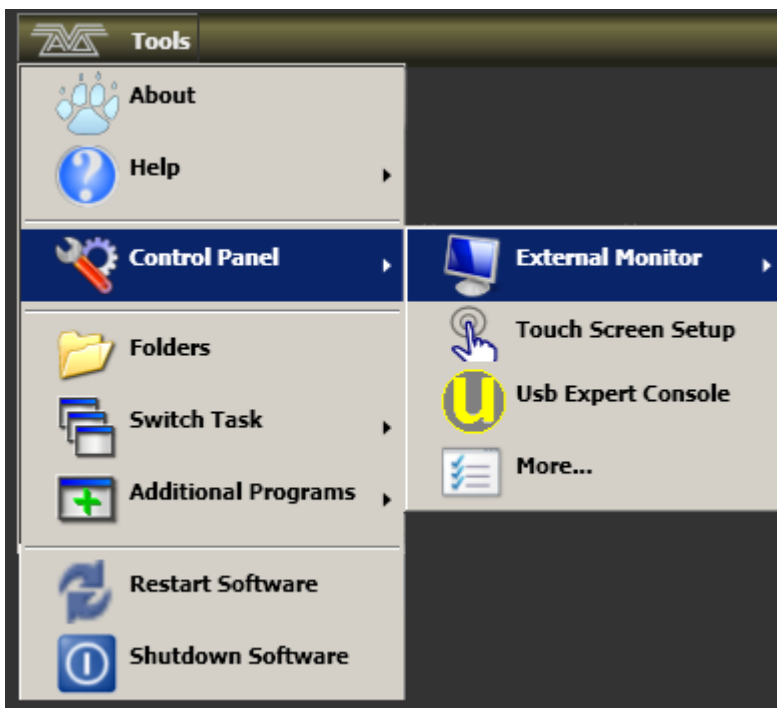 Tools
About
Help
Control Panel
External Monitor
Touch Screen Setup
Usb Expert Console
More...
Folders
Switch Task
Additional Programs
Restart Software
Shutdown Software